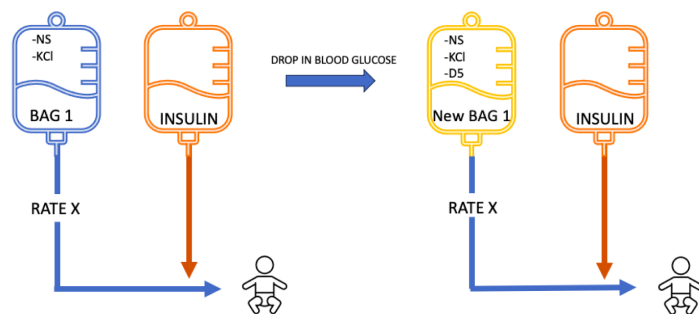 -NS
-KCl
BAG 1
INSULIN
RATE X
DROP IN BLOOD GLUCOSE
-NS
-KCl
-D5
New BAG 1
INSULIN
RATE X